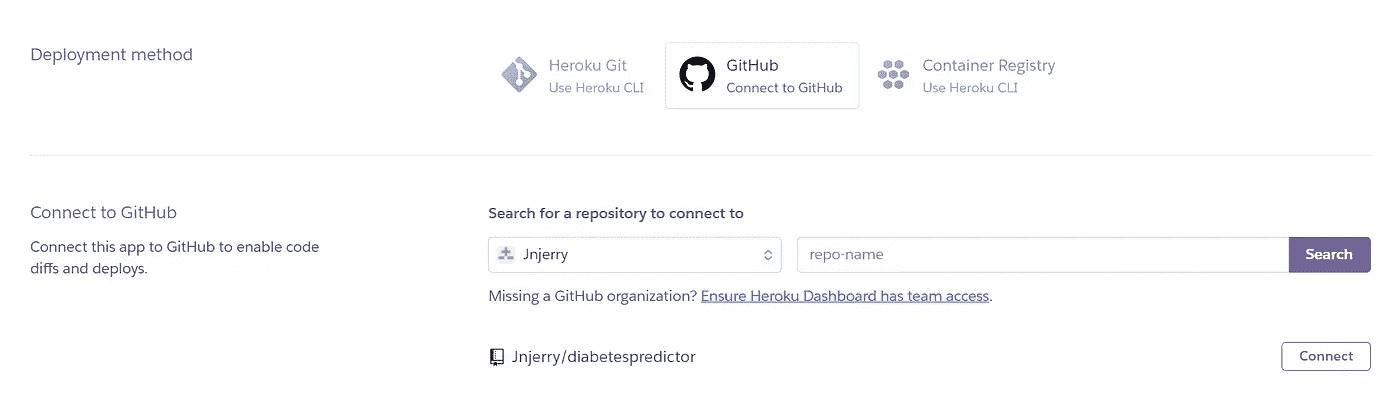 Deployment method
Heroku Git
Use Heroku CLI
GitHub
Connect to GitHub
Container Registry
Use Heroku CLI
Connect to GitHub
Connect this app to GitHub to enable code
diffs and deploys.
Search for a repository to connect to
Jnjerry
repo-name
Search
Missing a GitHub organization? Ensure Heroku Dashboard has team access.
Jnjerry/diabetespredictor
Connect